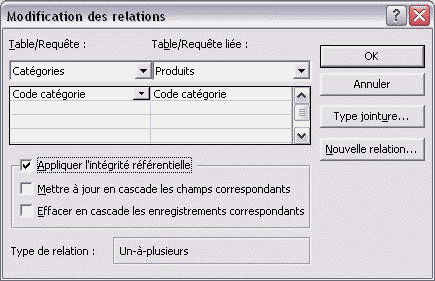 Modification des relations
Table/Requête : Table/Requête liée :
Catégories Produits
Code catégorie Code catégorie
OK
Annuler
Type jointure...
Nouvelle relation...
Appliquer l'intégrité référentielle
Mettre à jour en cascade les champs correspondants
Effacer en cascade les enregistrements correspondants
Type de relation : Un-à-plusieurs